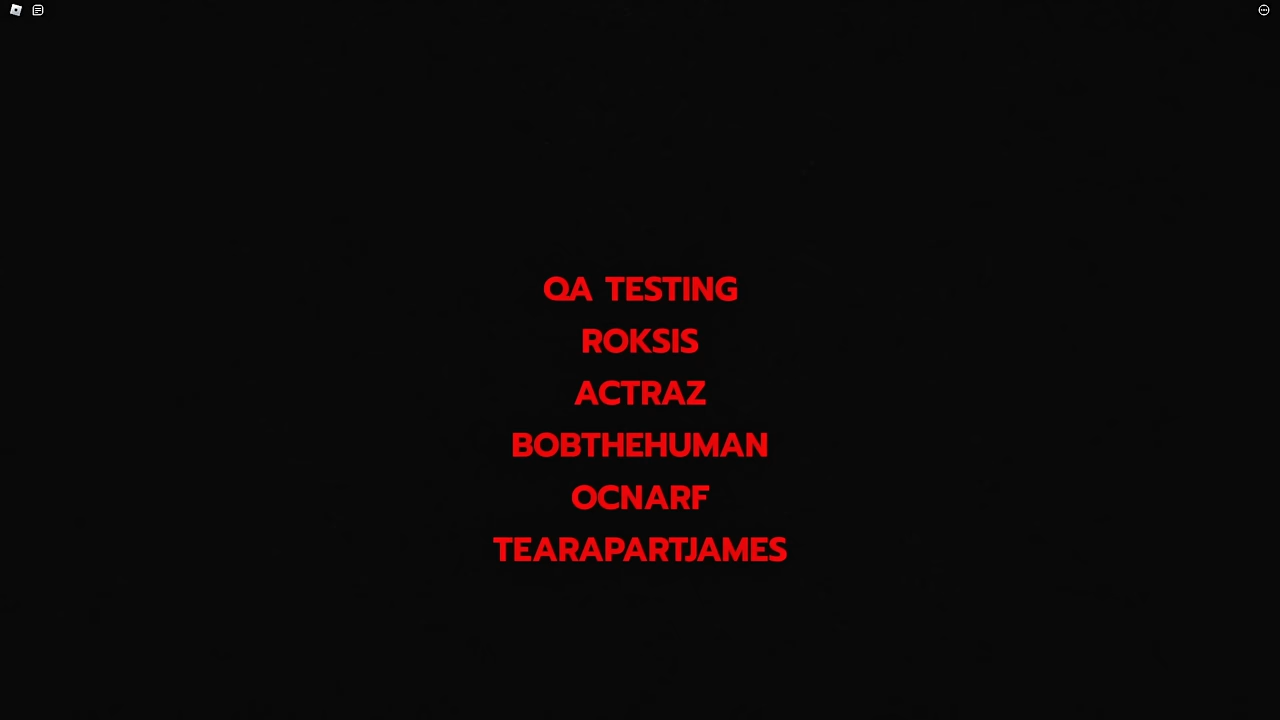 QA TESTING
ROKSIS
ACTRAZ
BOBTHEHUMAN
OCNARF
TEARAPARTJAMES